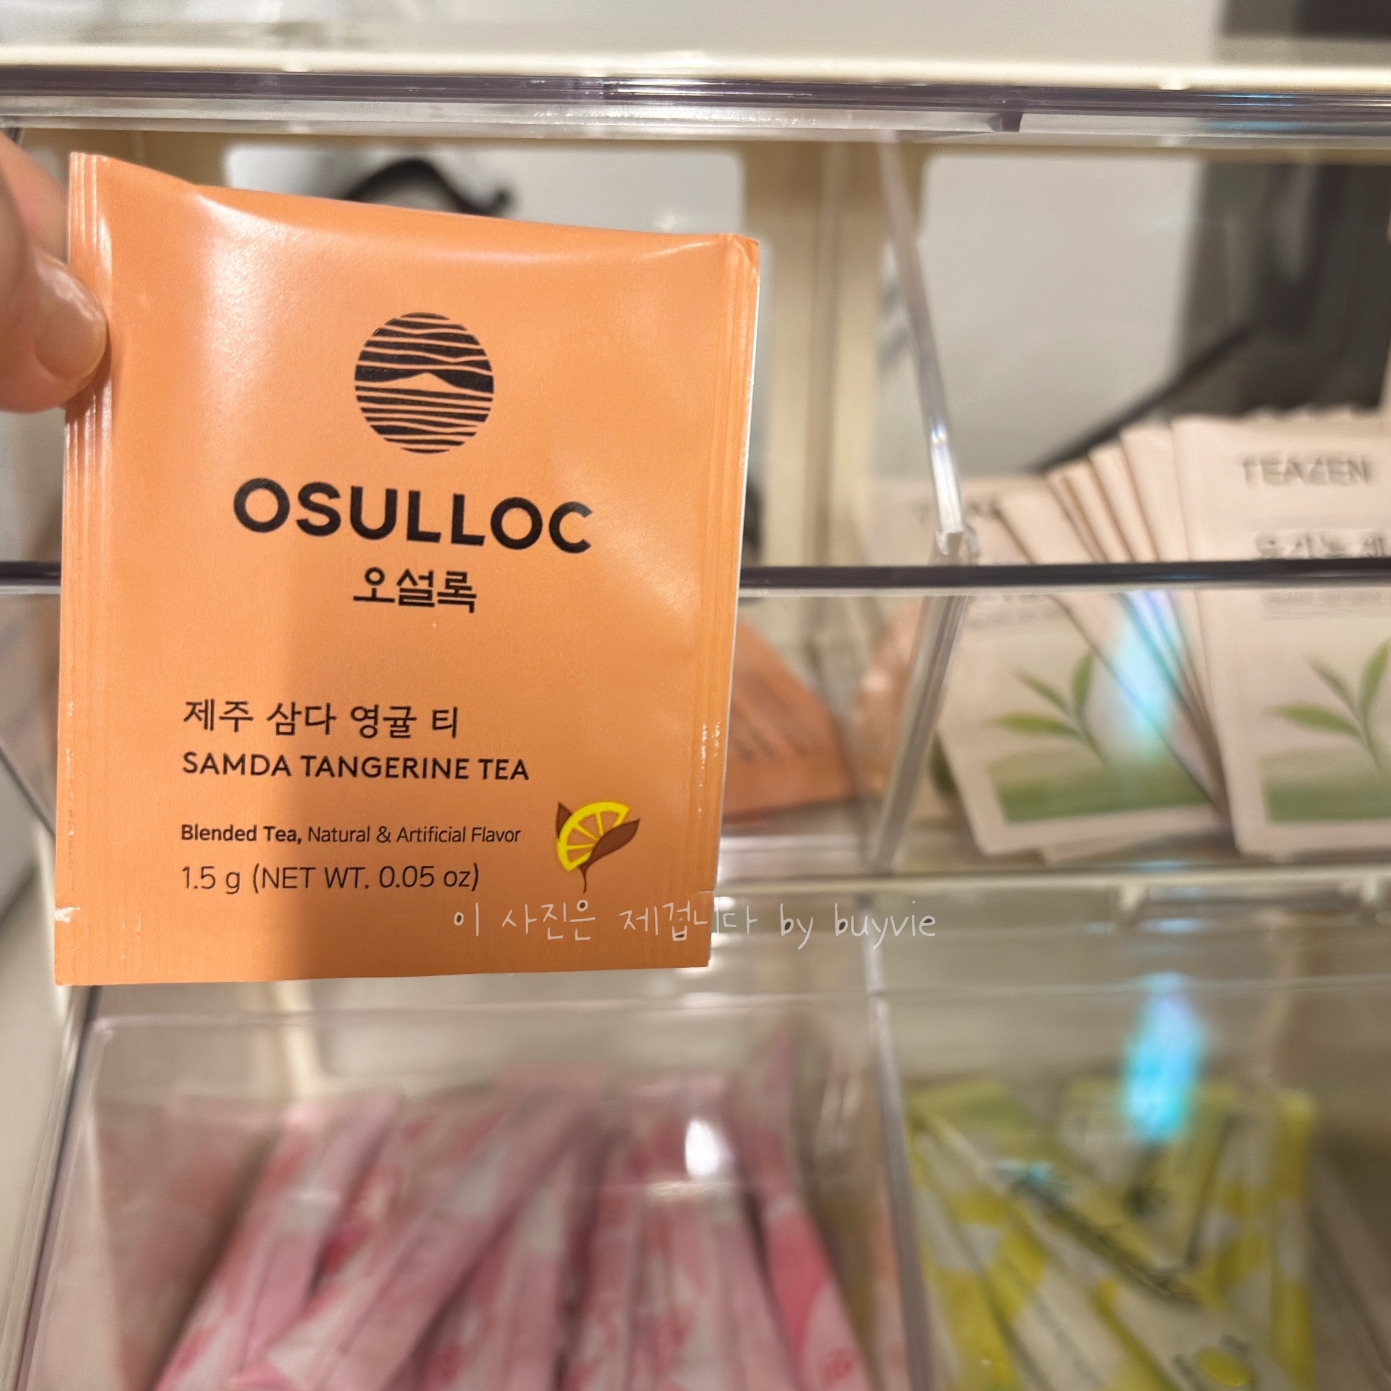 OSULLOC
오설록
제주 삼다 영귤 티
SAMDA TANGERINE TEA
Blended Tea, Natural & Artificial Flavor
1.5 g (NET WT. 0.05 oz)
이 사진은 제겁니다 by buyvie
TEAZEN